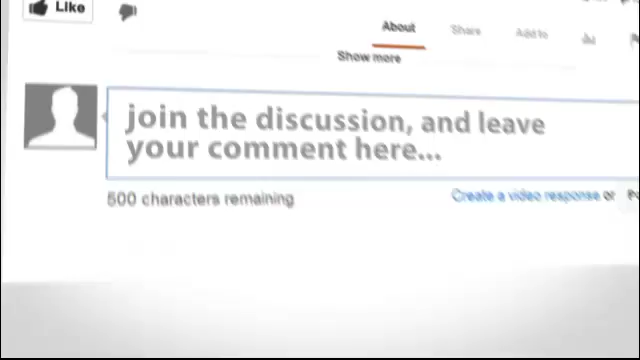 Like
About Share Add to
Show more
join the discussion, and leave
your comment here...
500 characters remaining
Create a video response or